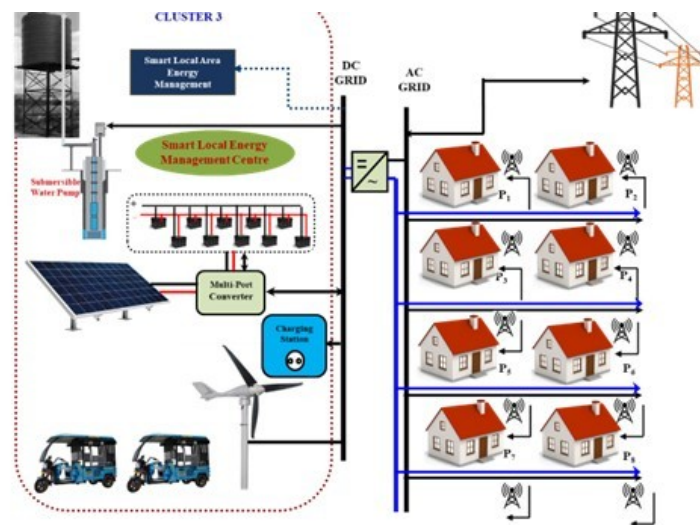 CLUSTER 3
Smart Local Area
Energy
Management
DC
GRID
AC
GRID
Smart Local Energy
Management Centre
Submersible
Water Pump
+
-
Multi-Port
Converter
Charging
Station
=
~
P1
P2
P3
P4
P5
P6
P7
P8